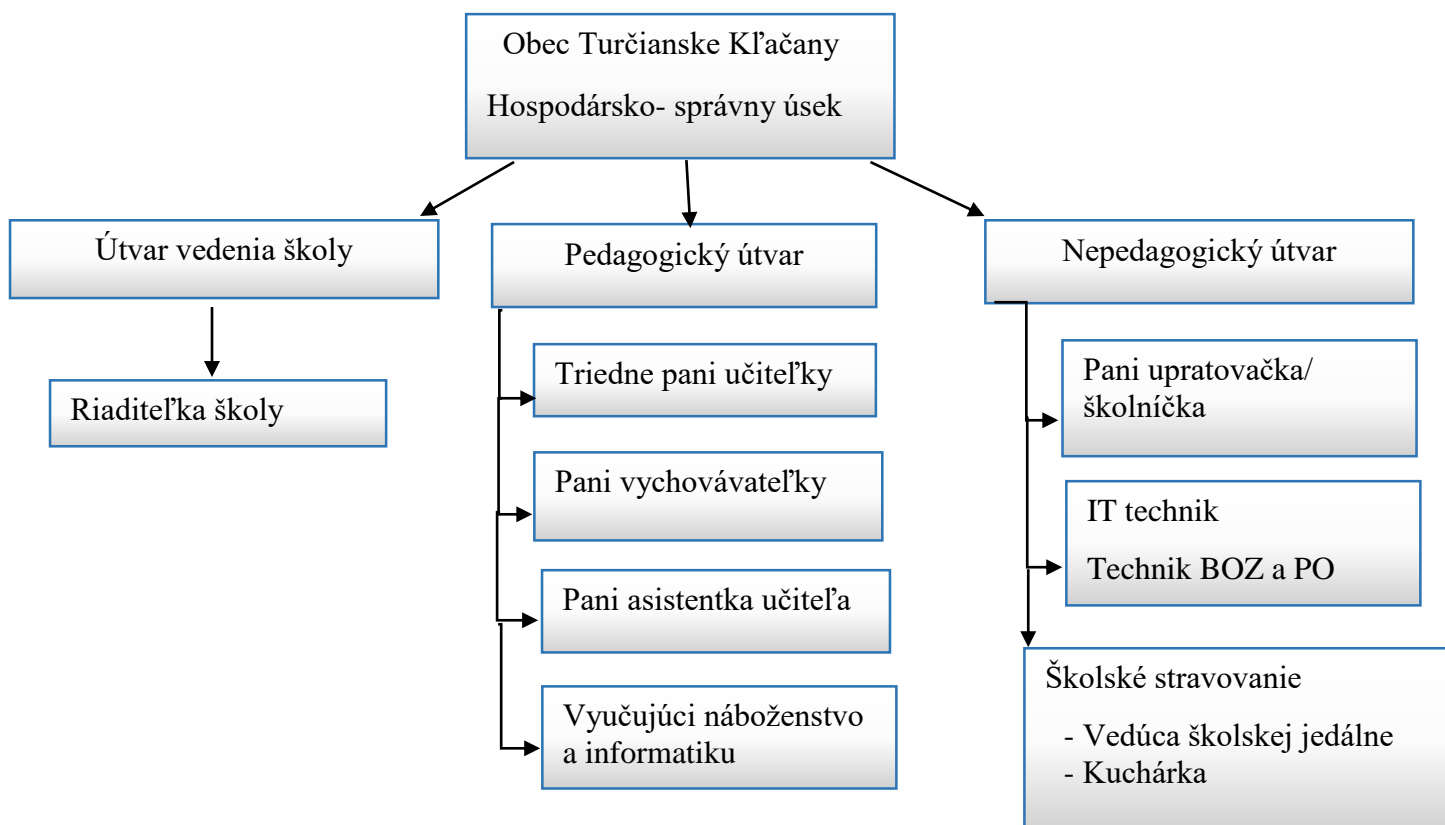 Obec Turčianske Kľačany
Hospodársko- správny úsek
Útvar vedenia školy
Riaditeľka školy
Pedagogický útvar
Triedne pani učiteľky
Pani vychovávateľky
Pani asistentka učiteľa
Vyučujúci náboženstvo
a informatiku
Nepedagogický útvar
Pani upratovačka/
školníčka
IT technik
Technik BOZ a PO
Školské stravovanie
- Vedúca školskej jedálne
- Kuchárka